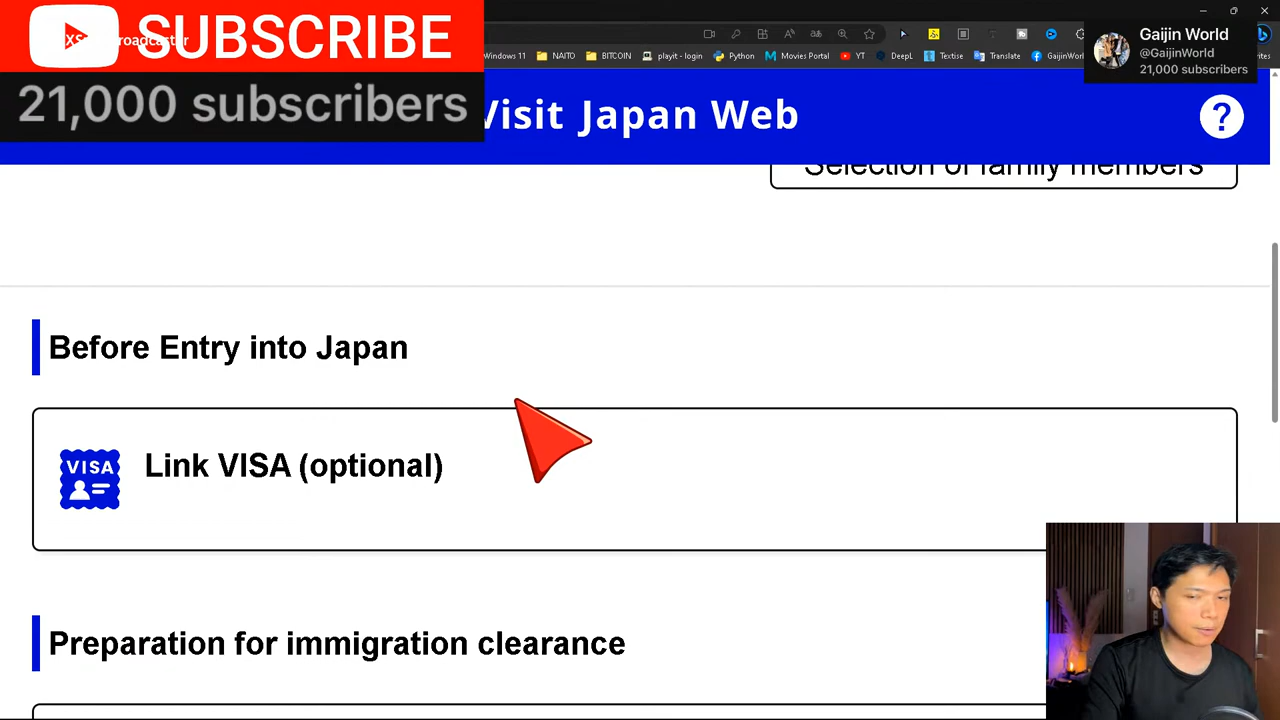 SUBSCRIBE
21,000 subscribers
Windows 11
NAITO
BITCOIN
playit - login
Python
Movies Portal
YT
DeepL
Textise
Translate
Gaijin World
@GaijinWorld
21,000 subscribers
Visit Japan Web
?
Selection of family members
Before Entry into Japan
VISA
Link VISA (optional)
Preparation for immigration clearance